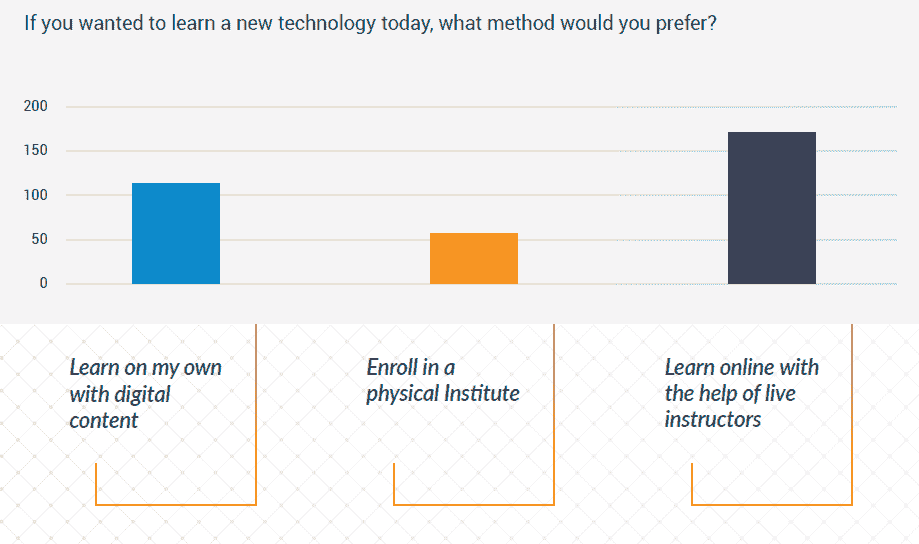 If you wanted to learn a new technology today, what method would you prefer?
200
150
100
50
0
Learn on my own
with digital
content
Enroll in a
physical Institute
Learn online with
the help of live
instructors